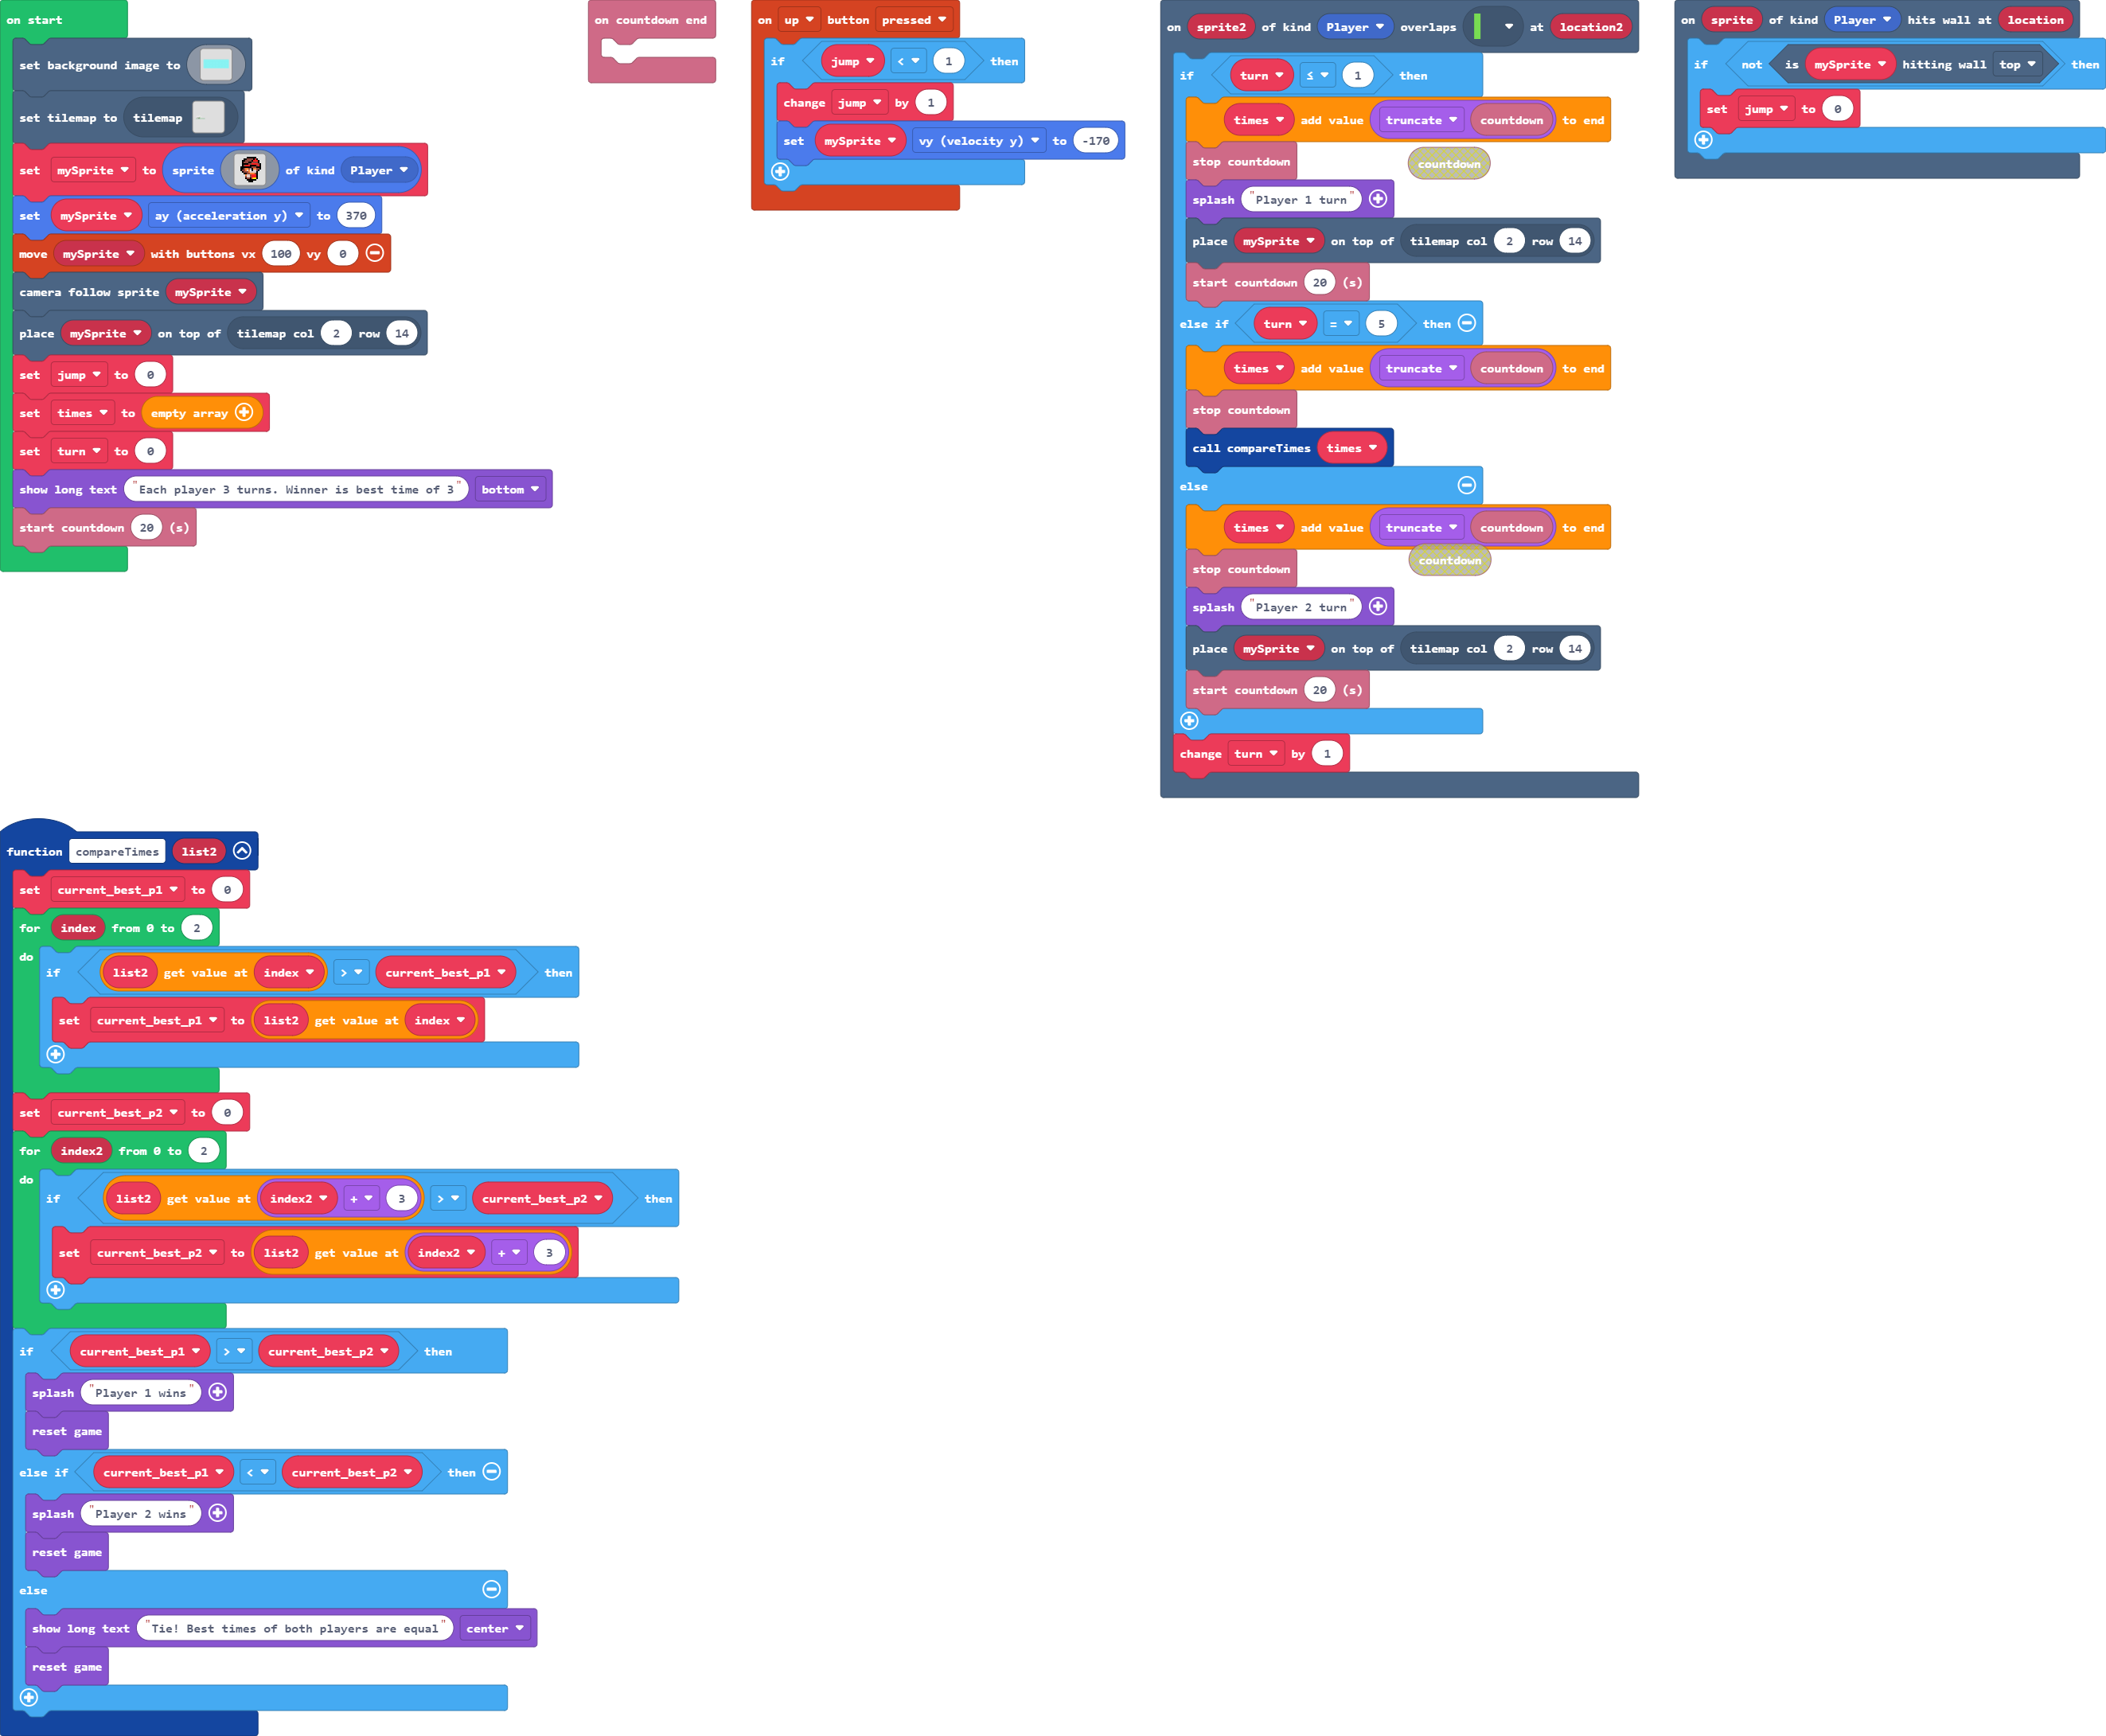 on start
set background image to
set tilemap to tilemap
set mySprite to sprite of kind Player
set mySprite ay (acceleration y) to 370
move mySprite with buttons vx 100 vy 0
camera follow sprite mySprite
place mySprite on top of tilemap col 2 row 14
set jump to 0
set times to empty array
set turn to 0
show long text "Each player 3 turns. Winner is best time of 3" bottom
start countdown 20 (s)
on countdown end
on up button pressed
if jump < 1 then
change jump by 1
set mySprite vy (velocity y) to -170
on sprite2 of kind Player overlaps at location2
if turn ≤ 1 then
times add value truncate countdown to end
stop countdown
countdown
splash "Player 1 turn"
place mySprite on top of tilemap col 2 row 14
start countdown 20 (s)
else if turn = 5 then
times add value truncate countdown to end
stop countdown
call compareTimes times
else
times add value truncate countdown to end
countdown
stop countdown
splash "Player 2 turn"
place mySprite on top of tilemap col 2 row 14
start countdown 20 (s)
change turn by 1
on sprite of kind Player hits wall at location
if not is mySprite hitting wall top then
set jump to 0
function compareTimes list2
set current_best_p1 to 0
for index from 0 to 2
do
if list2 get value at index > current_best_p1 then
set current_best_p1 to list2 get value at index
set current_best_p2 to 0
for index2 from 0 to 2
do
if list2 get value at index2 + 3 > current_best_p2 then
set current_best_p2 to list2 get value at index2 + 3
if current_best_p1 > current_best_p2 then
splash "Player 1 wins"
reset game
else if current_best_p1 < current_best_p2 then
splash "Player 2 wins"
reset game
else
show long text "Tie! Best times of both players are equal" center
reset game